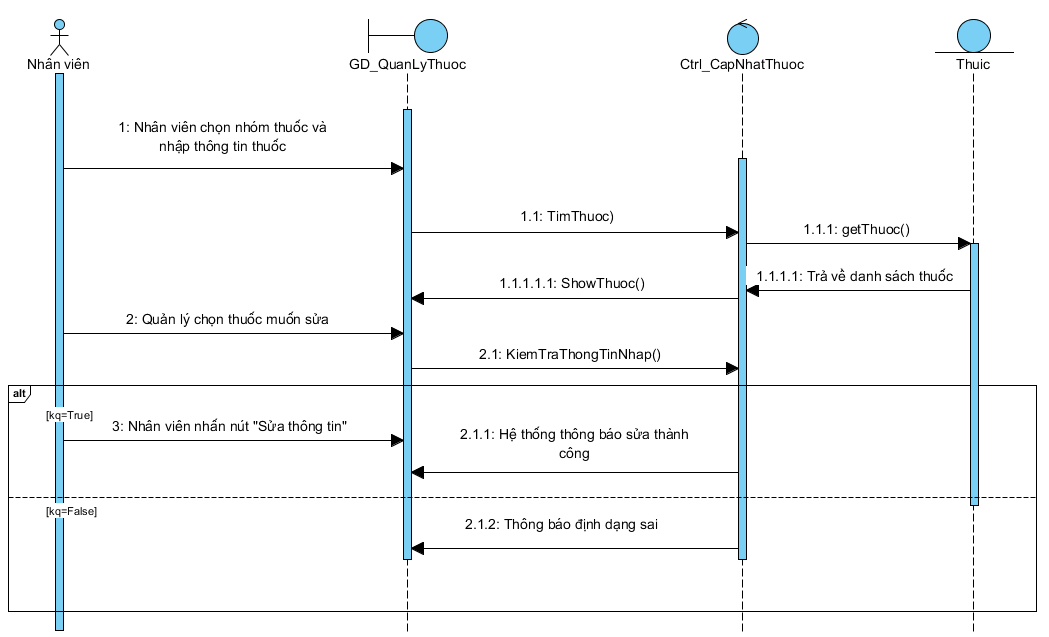 Nhân viên
GD_QuanLyThuoc
Ctrl_CapNhatThuoc
Thuic
1: Nhân viên chọn nhóm thuốc và
nhập thông tin thuốc
1.1: TimThuoc)
1.1.1: getThuoc()
1.1.1.1: Trả về danh sách thuốc
1.1.1.1.1: ShowThuoc()
2: Quản lý chọn thuốc muốn sửa
2.1: KiemTraThongTinNhap()
alt
[kq=True]
3: Nhân viên nhấn nút "Sửa thông tin"
2.1.1: Hệ thống thông báo sửa thành
công
[kq=False]
2.1.2: Thông báo định dạng sai